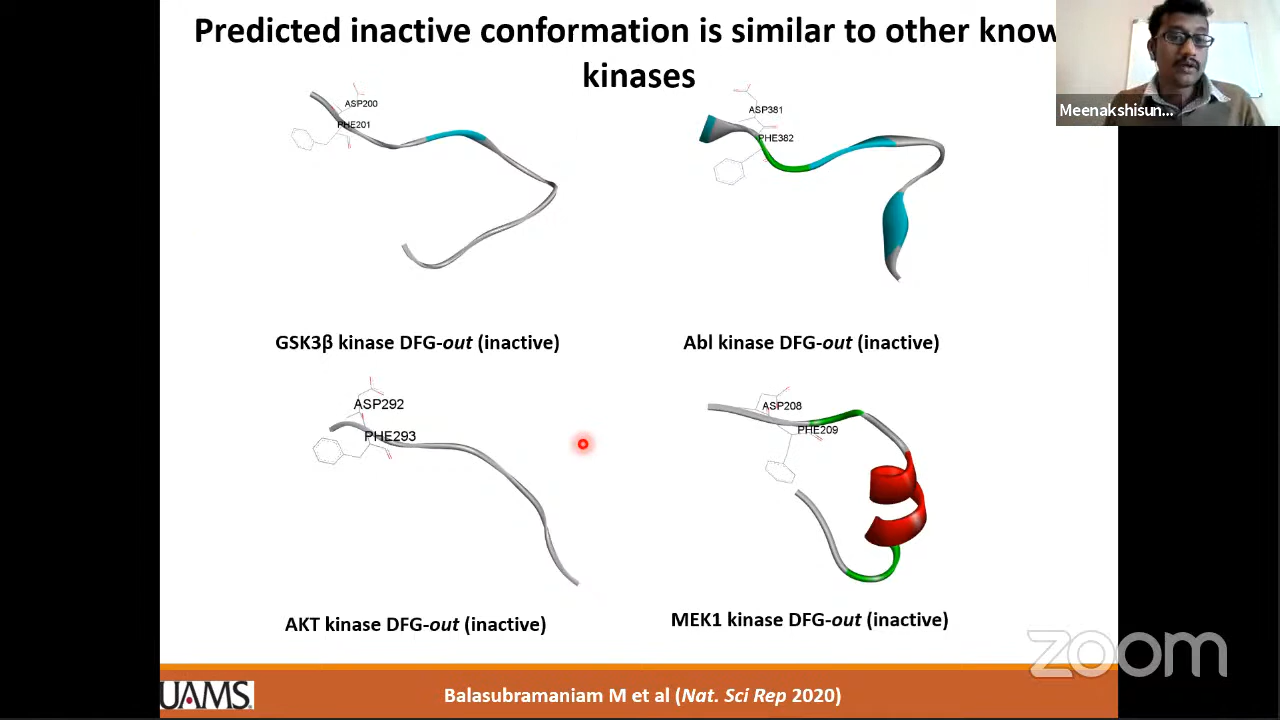 Predicted inactive conformation is similar to other know
kinases
Meenakshisun...
ASP200
PHE201
ASP381
PHE382
GSK3β kinase DFG-out (inactive)
Abl kinase DFG-out (inactive)
ASP292
PHE293
ASP208
PHE209
AKT kinase DFG-out (inactive)
MEK1 kinase DFG-out (inactive)
zoom
UAMS
Balasubramaniam M et al (Nat. Sci Rep 2020)